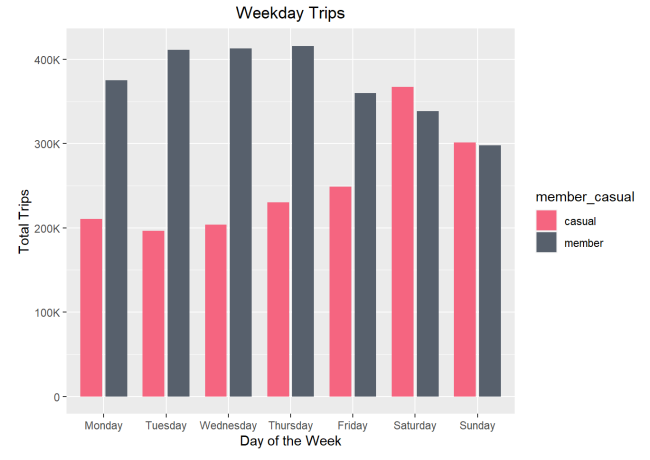 Weekday Trips
Total Trips
400K
300K
200K
100K
0
Monday Tuesday Wednesday Thursday Friday Saturday Sunday
Day of the Week
member_casual
casual
member